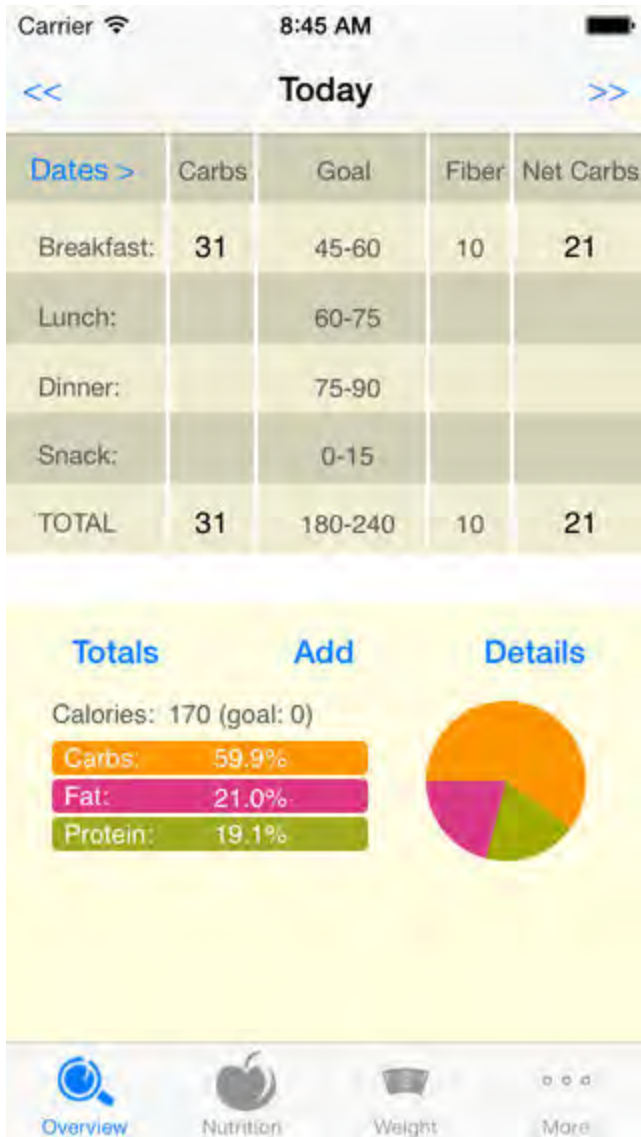 Carrier 8:45 AM
<< Today >>
Dates > Carbs Goal Fiber Net Carbs
Breakfast: 31 45-60 10 21
Lunch: 60-75
Dinner: 75-90
Snack: 0-15
TOTAL 31 180-240 10 21
Totals Add Details
Calories: 170 (goal: 0)
Carbs: 59.9%
Fat: 21.0%
Protein: 19.1%
Overview Nutrition Weight More